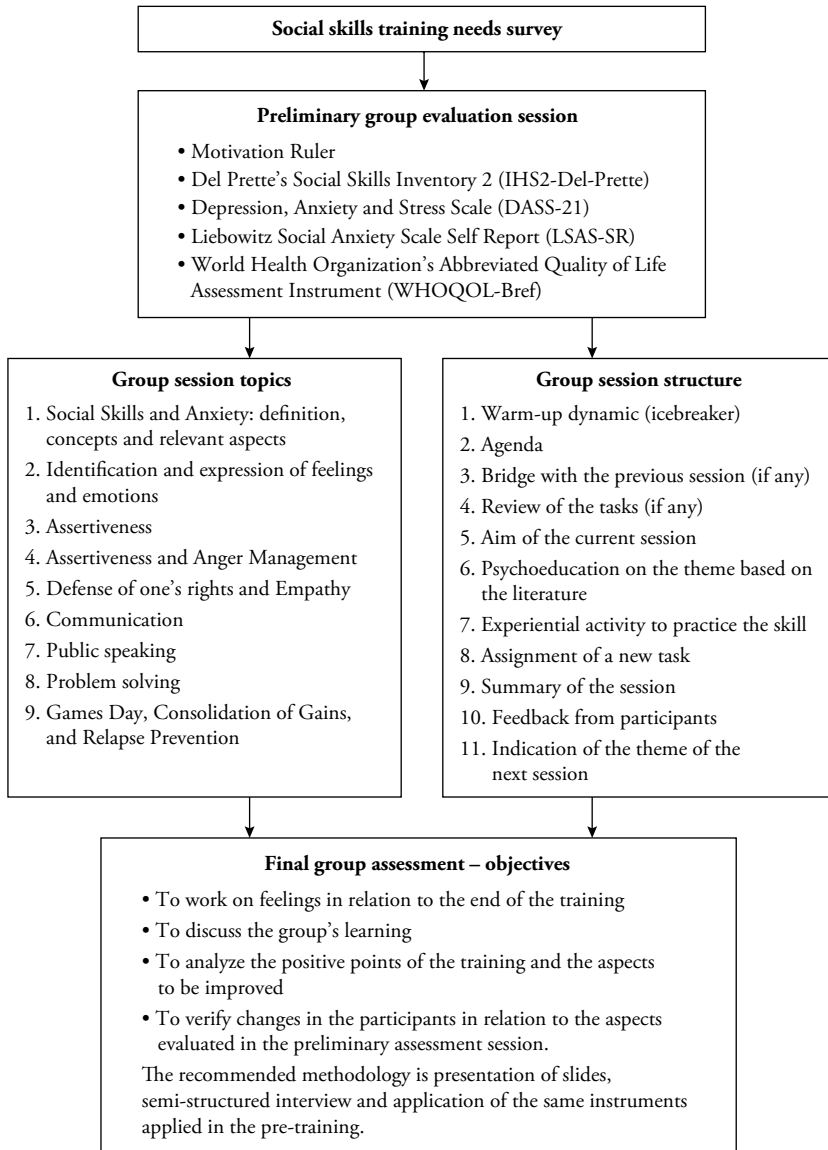 Social skills training needs survey
Preliminary group evaluation session
• Motivation Ruler
• Del Prette's Social Skills Inventory 2 (IHS2-Del-Prette)
• Depression, Anxiety and Stress Scale (DASS-21)
• Liebowitz Social Anxiety Scale Self Report (LSAS-SR)
• World Health Organization's Abbreviated Quality of Life
Assessment Instrument (WHOQOL-Bref)
Group session topics
1. Social Skills and Anxiety: definition,
concepts and relevant aspects
2. Identification and expression of feelings
and emotions
3. Assertiveness
4. Assertiveness and Anger Management
5. Defense of one's rights and Empathy
6. Communication
7. Public speaking
8. Problem solving
9. Games Day, Consolidation of Gains,
and Relapse Prevention
Group session structure
1. Warm-up dynamic (icebreaker)
2. Agenda
3. Bridge with the previous session (if any)
4. Review of the tasks (if any)
5. Aim of the current session
6. Psychoeducation on the theme based on
the literature
7. Experiential activity to practice the skill
8. Assignment of a new task
9. Summary of the session
10. Feedback from participants
11. Indication of the theme of the
next session
Final group assessment – objectives
• To work on feelings in relation to the end of the training
• To discuss the group's learning
• To analyze the positive points of the training and the aspects
to be improved
• To verify changes in the participants in relation to the aspects
evaluated in the preliminary assessment session.
The recommended methodology is presentation of slides,
semi-structured interview and application of the same instruments
applied in the pre-training.